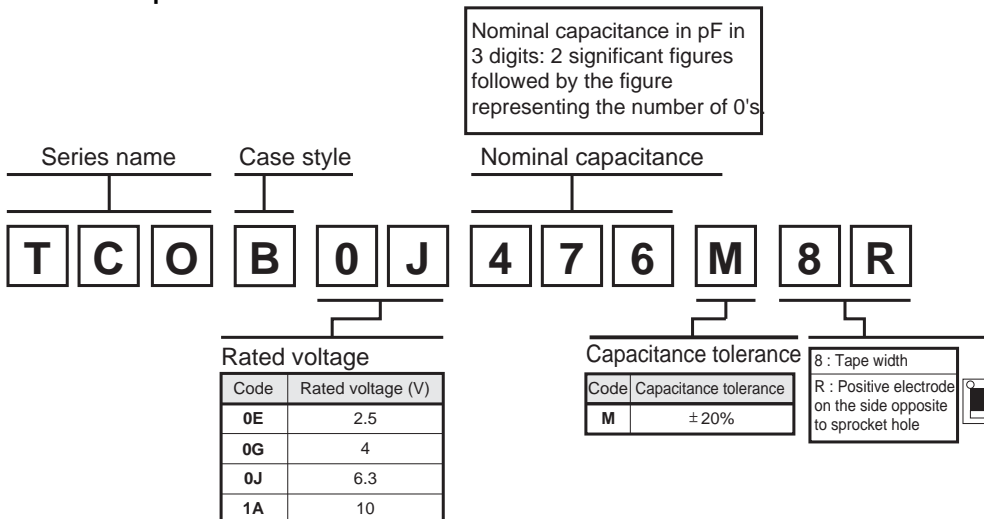 Nominal capacitance in pF in
3 digits: 2 significant figures
followed by the figure
representing the number of 0's.
Series name Case style Nominal capacitance
T C O B 0 J 4 7 6 M 8 R
Rated voltage
Code Rated voltage (V)
0E 2.5
0G 4
0J 6.3
1A 10
Capacitance tolerance
Code Capacitance tolerance
M ±20%
8 : Tape width
R : Positive electrode
on the side opposite
to sprocket hole